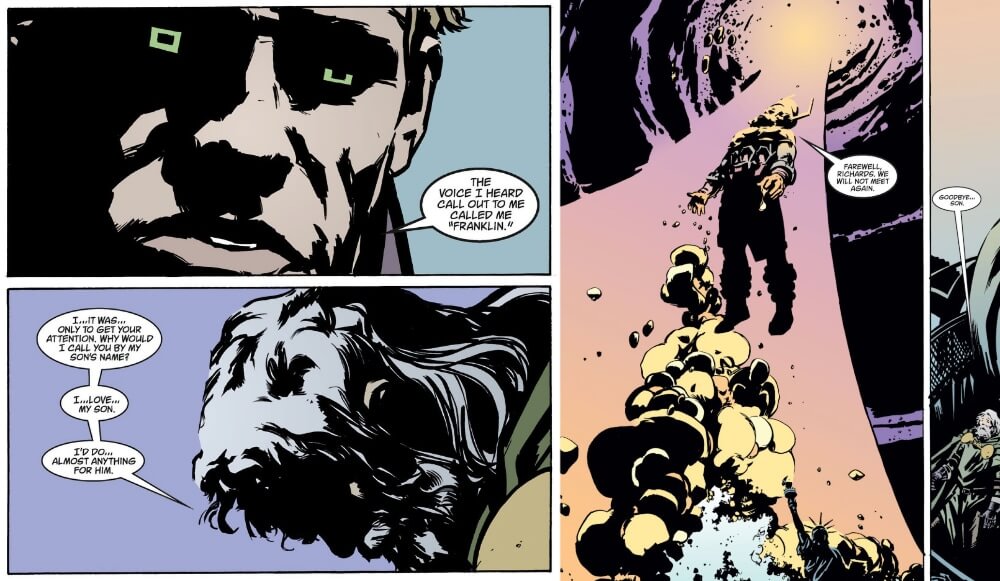 THE
VOICE I HEARD
CALL OUT TO ME
CALLED ME
"FRANKLIN."
I...IT WAS...
ONLY TO GET YOUR
ATTENTION. WHY WOULD
I CALL YOU BY MY
SON'S NAME?
I...LOVE...
MY SON.
I'D DO...
ALMOST ANYTHING
FOR HIM.
FAREWELL,
RICHARDS. WE
WILL NOT MEET
AGAIN.
GOODBYE...
SON.